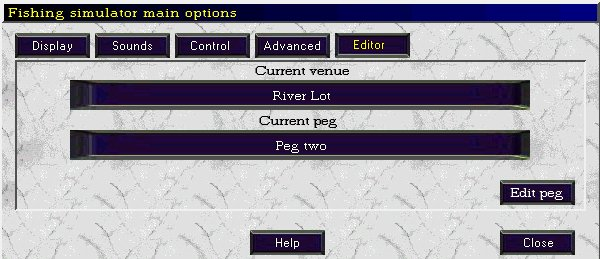 Fishing simulator main options
Display Sounds Control Advanced Editor
Current venue
River Lot
Current peg
Peg two
Edit peg
Help Close